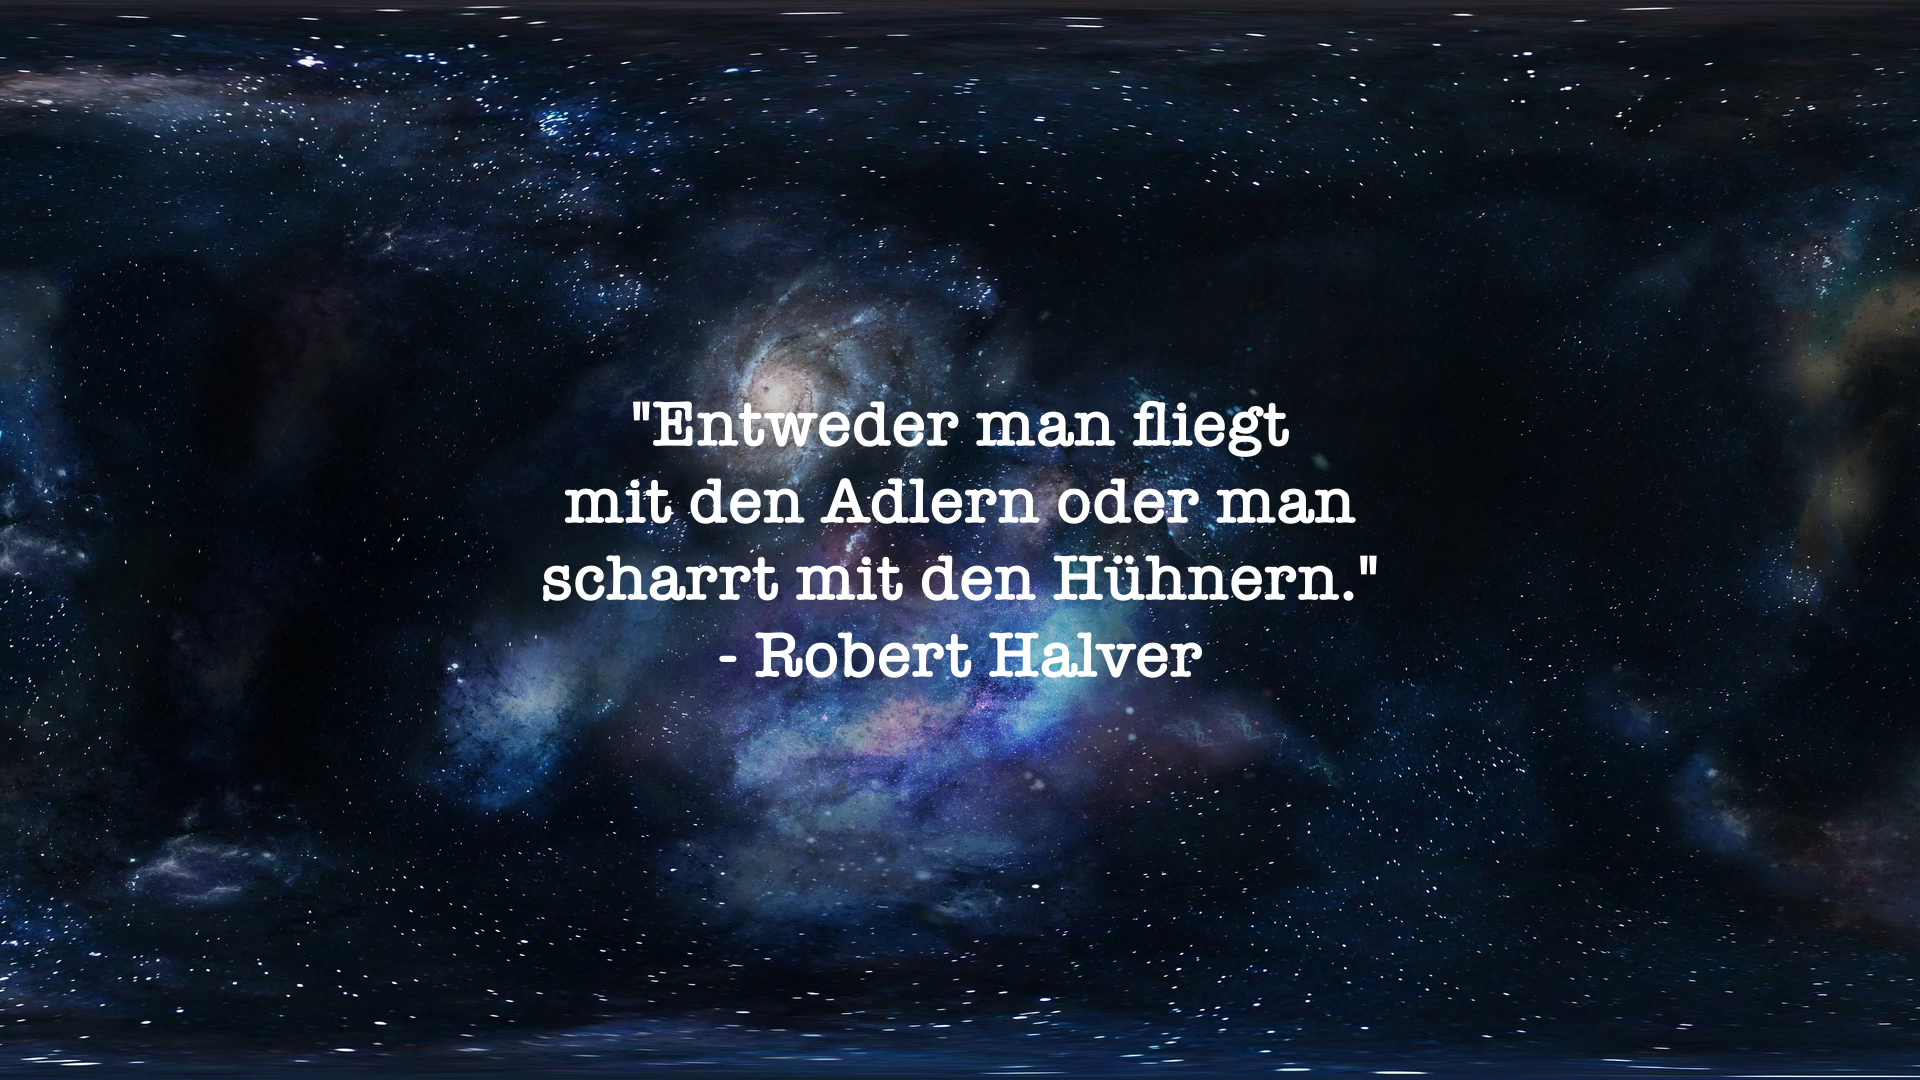 "Entweder man fliegt
mit den Adlern oder man
scharrt mit den Hühnern."
- Robert Halver